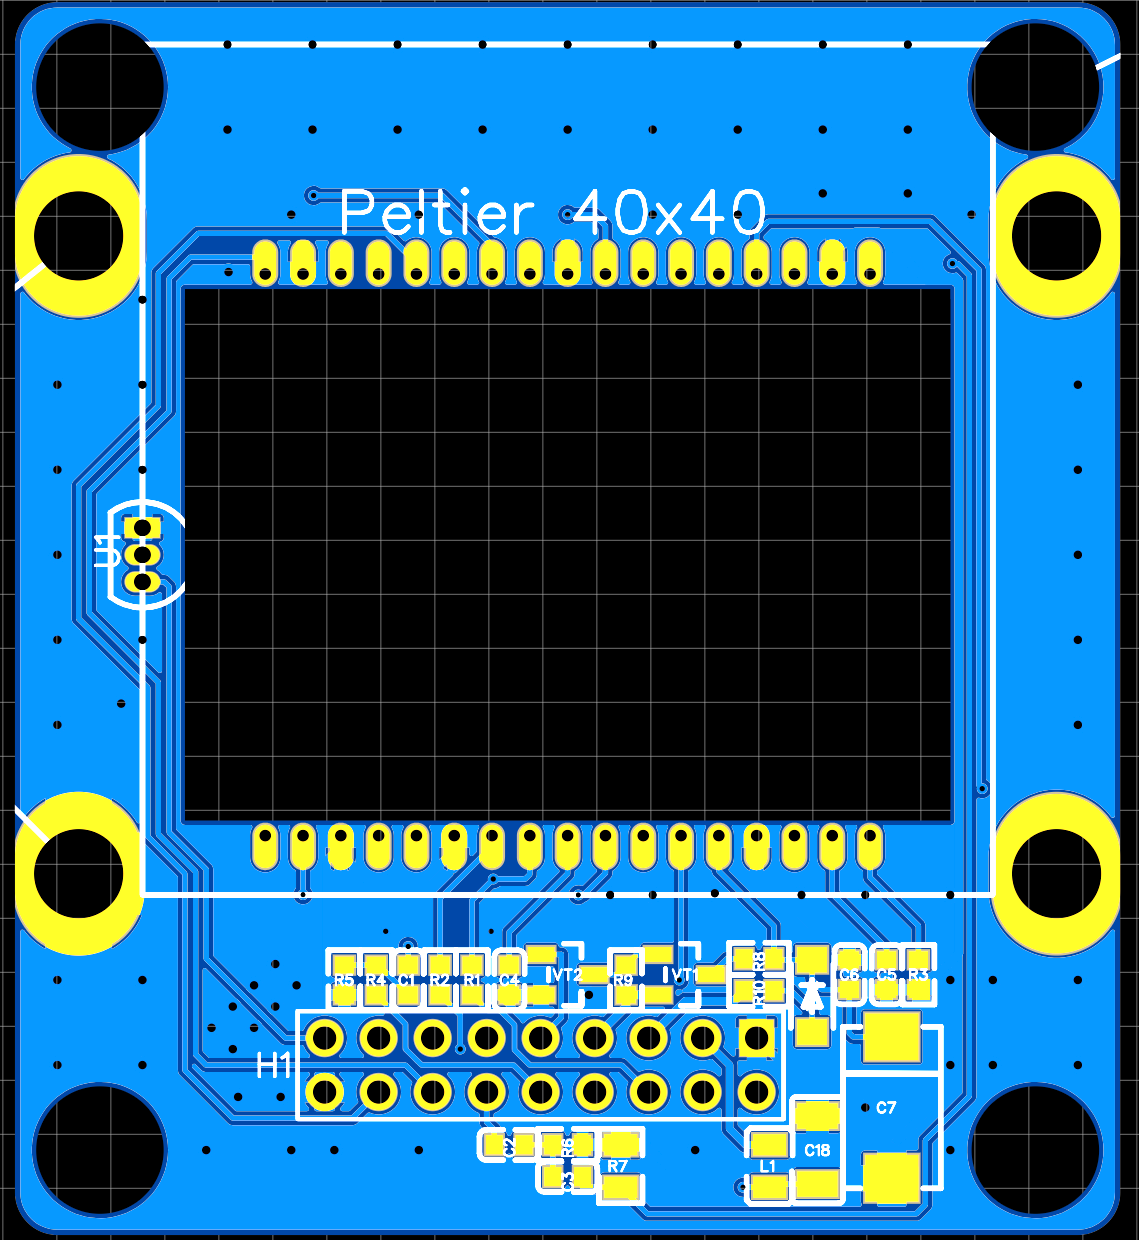 Peltier 40x40
U1
R5 R4 C1 R2 R1 C4 VT2 R9 VT1 R8 C6 C5 R3
R10
H1
C7
C2 R6 R7 C18
C3 L1